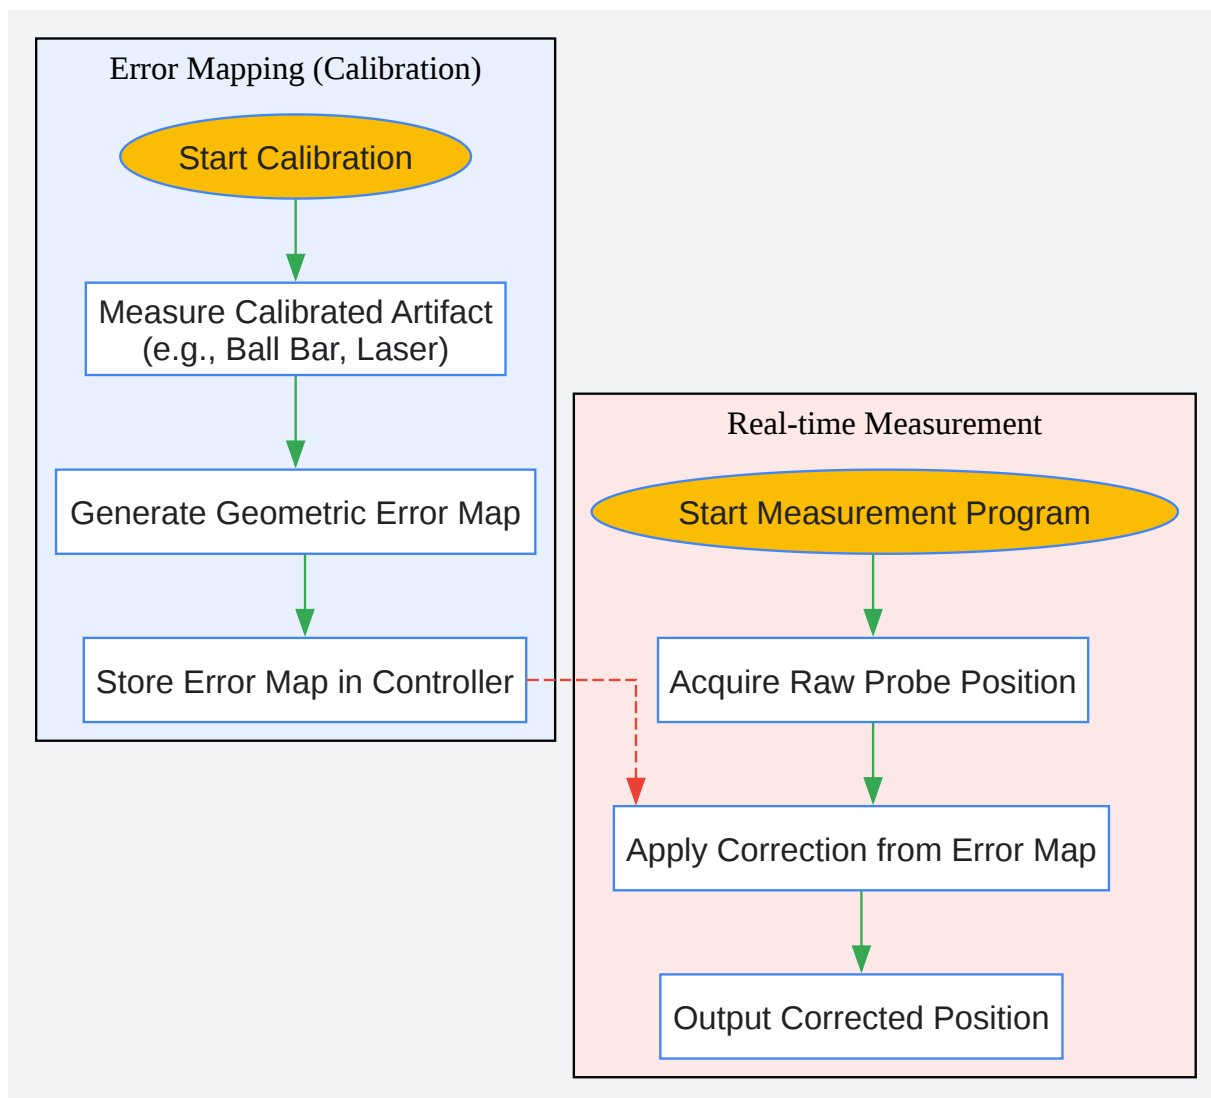 Error Mapping (Calibration)
Start Calibration
Measure Calibrated Artifact
(e.g., Ball Bar, Laser)
Generate Geometric Error Map
Store Error Map in Controller
Real-time Measurement
Start Measurement Program
Acquire Raw Probe Position
Apply Correction from Error Map
Output Corrected Position